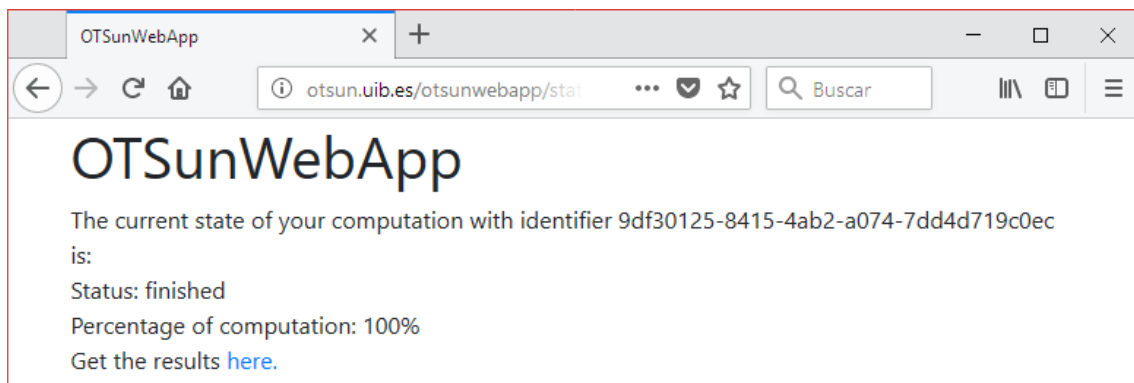 OTSunWebApp
otsun.uib.es/otsunwebapp/stat
Buscar
OTSunWebApp
The current state of your computation with identifier 9df30125-8415-4ab2-a074-7dd4d719c0ec
is:
Status: finished
Percentage of computation: 100%
Get the results here.